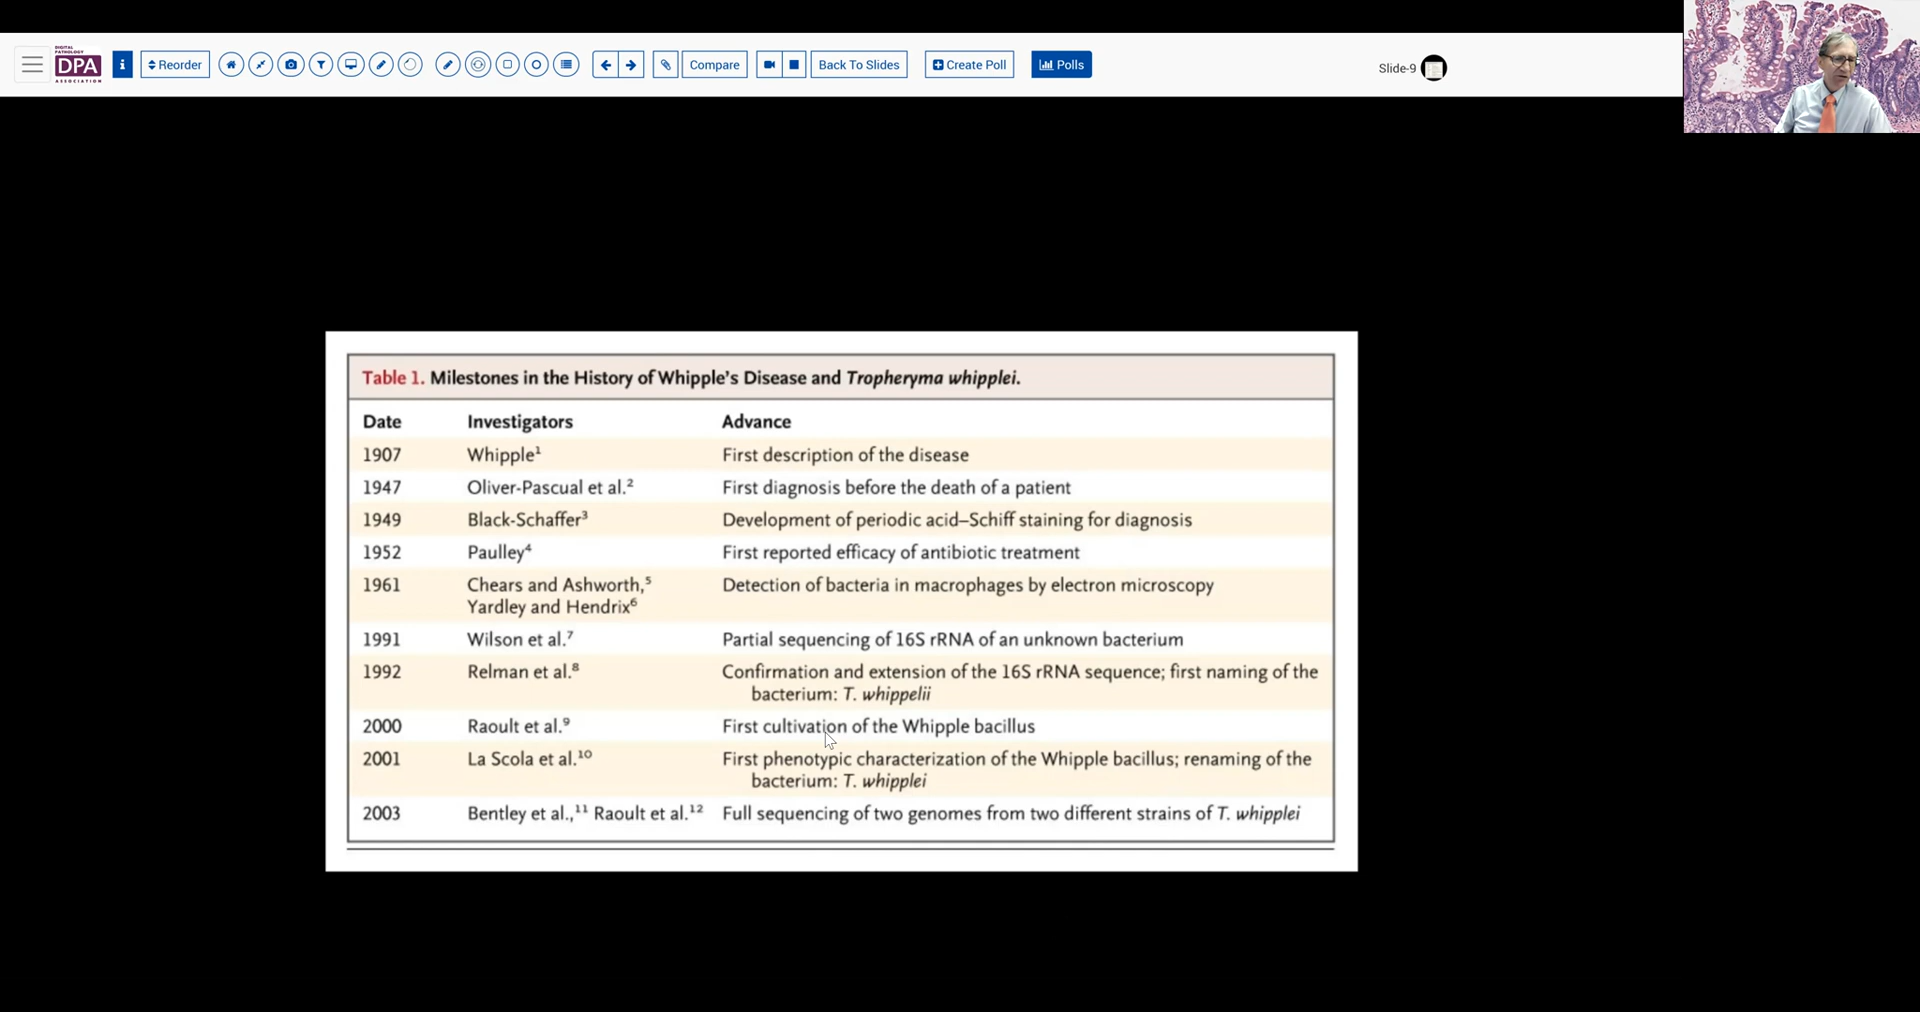 DIGITAL
PATHOLOGY
DPA
ASSOCIATION
i
Reorder
Compare
Back To Slides
Create Poll
Polls
Slide-9
Table 1. Milestones in the History of Whipple's Disease and Tropheryma whipplei.
Date Investigators Advance
1907 Whipple¹ First description of the disease
1947 Oliver-Pascual et al.² First diagnosis before the death of a patient
1949 Black-Schaffer³ Development of periodic acid–Schiff staining for diagnosis
1952 Paulley⁴ First reported efficacy of antibiotic treatment
1961 Chears and Ashworth,⁵ Detection of bacteria in macrophages by electron microscopy
Yardley and Hendrix⁶
1991 Wilson et al.⁷ Partial sequencing of 16S rRNA of an unknown bacterium
1992 Relman et al.⁸ Confirmation and extension of the 16S rRNA sequence; first naming of the
bacterium: T. whippelii
2000 Raoult et al.⁹ First cultivation of the Whipple bacillus
2001 La Scola et al.¹⁰ First phenotypic characterization of the Whipple bacillus; renaming of the
bacterium: T. whipplei
2003 Bentley et al.,¹¹ Raoult et al.¹² Full sequencing of two genomes from two different strains of T. whipplei